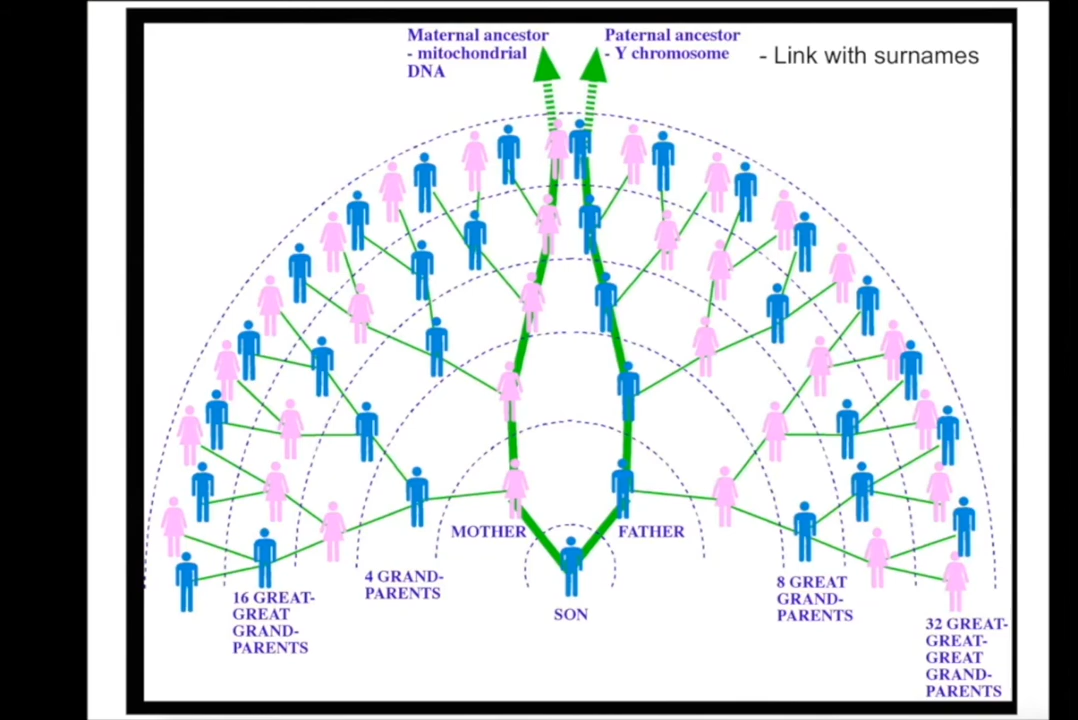 Maternal ancestor
- mitochondrial
DNA
Paternal ancestor
- Y chromosome
- Link with surnames
MOTHER
FATHER
SON
4 GRAND-
PARENTS
8 GREAT
GRAND-
PARENTS
16 GREAT-
GREAT
GRAND-
PARENTS
32 GREAT-
GREAT-
GREAT
GRAND-
PARENTS